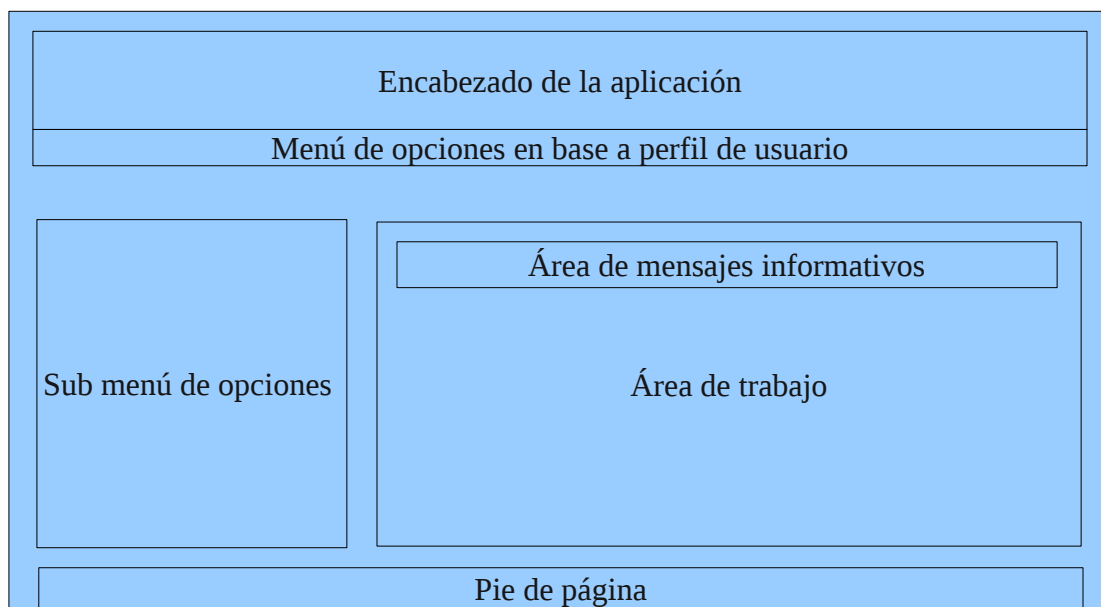 Encabezado de la aplicación
Menú de opciones en base a perfil de usuario
Área de mensajes informativos
Sub menú de opciones
Área de trabajo
Pie de página